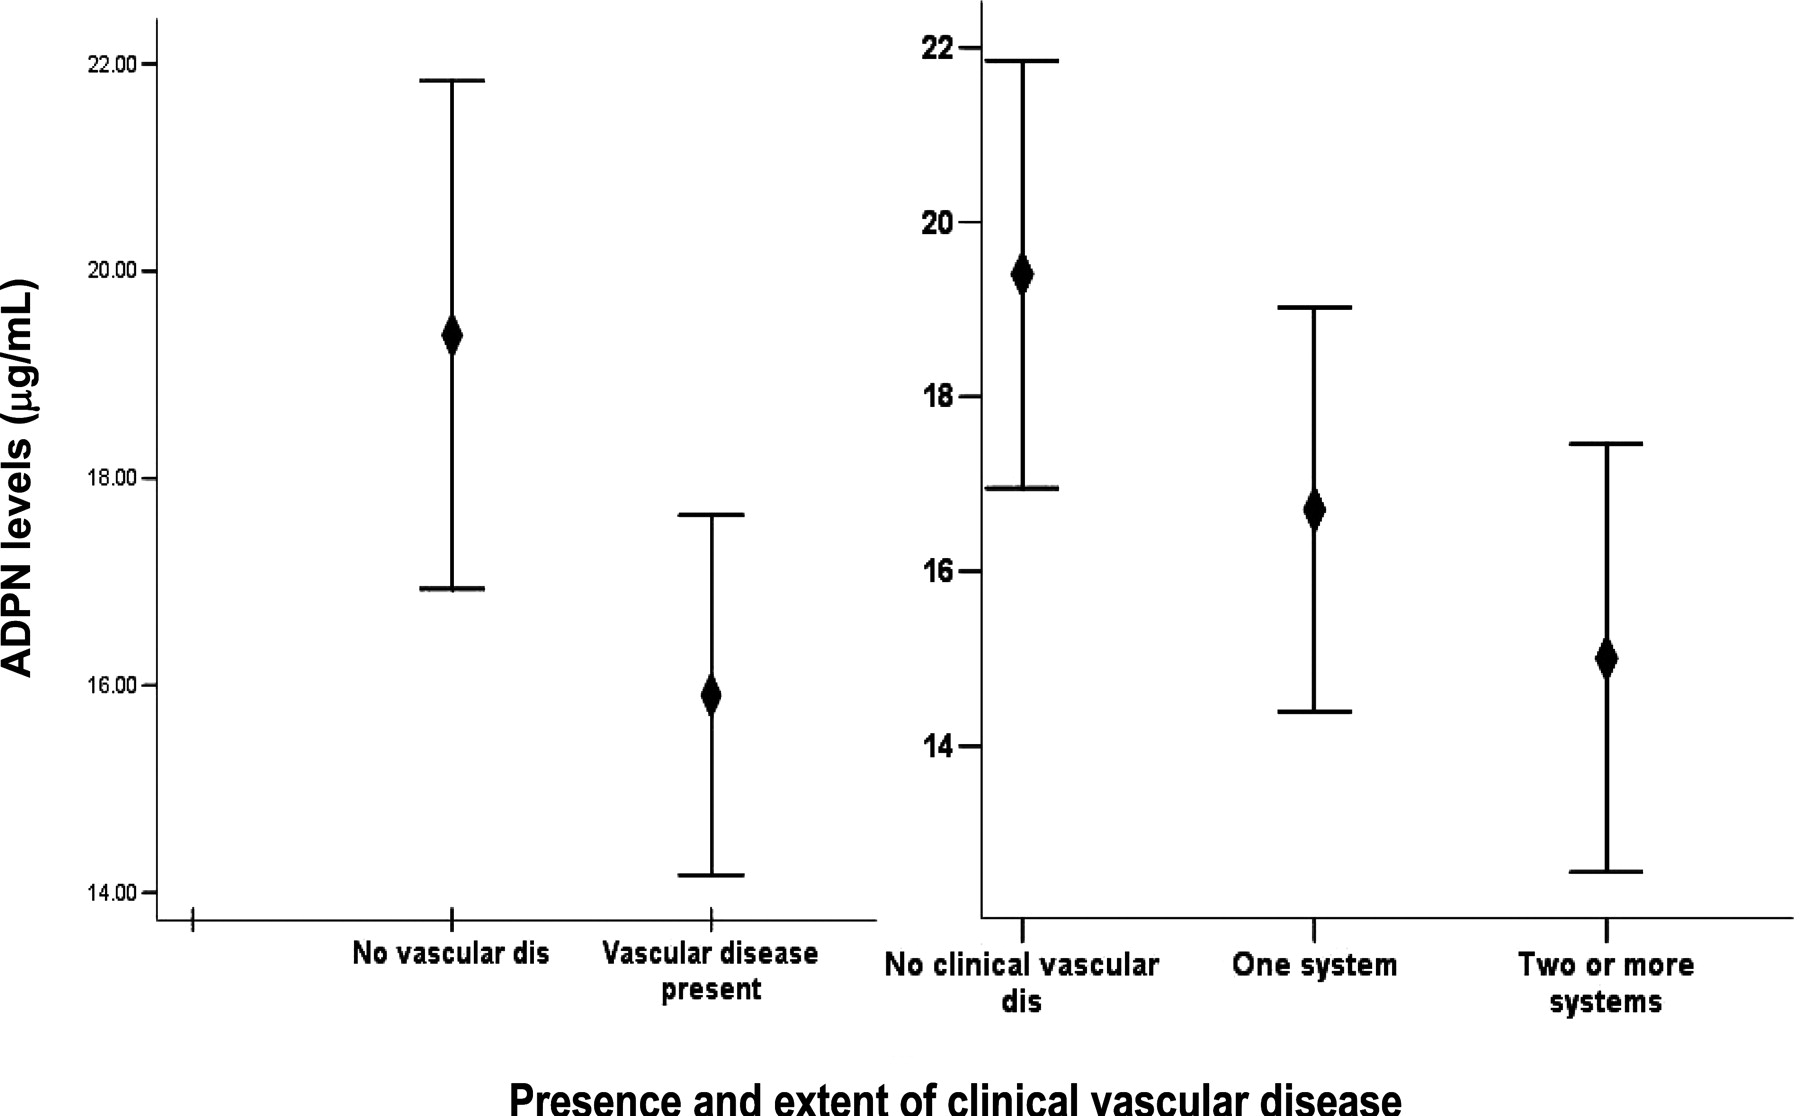 ADPN levels (μg/mL)
22.00
20.00
18.00
16.00
14.00
No vascular dis
Vascular disease
present
22
20
18
16
14
No clinical vascular
dis
One system
Two or more
systems
Presence and extent of clinical vascular disease